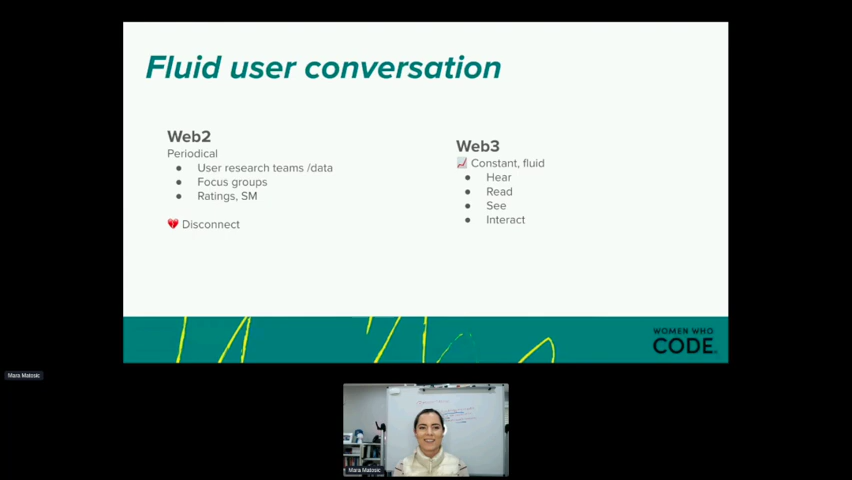 Fluid user conversation
Web2
Periodical
● User research teams /data
● Focus groups
● Ratings, SM
💔 Disconnect
Web3
📈 Constant, fluid
● Hear
● Read
● See
● Interact
WOMEN WHO
CODE
Mara Matosic
Mara Matosic